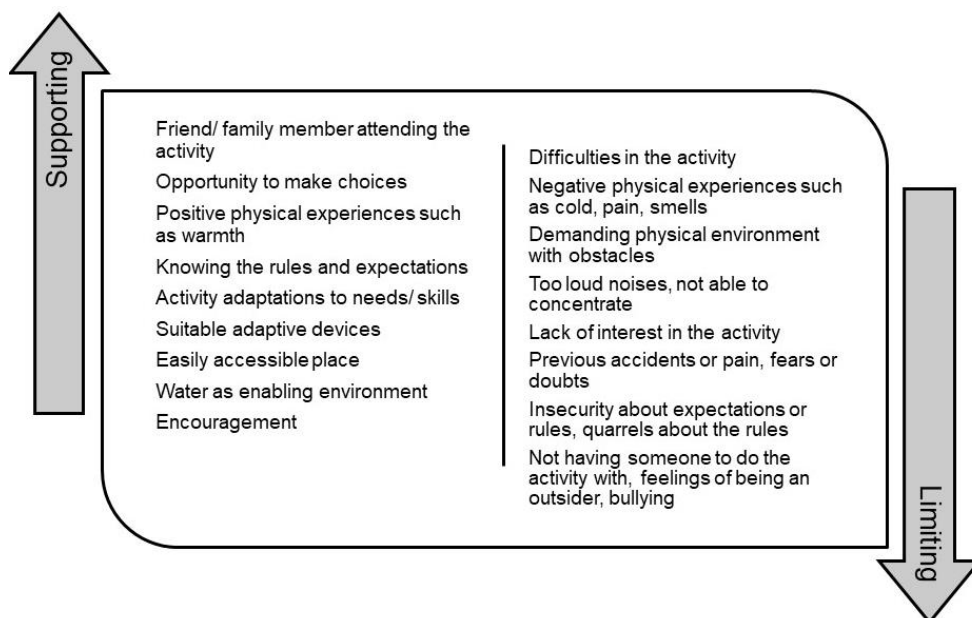 Supporting
Friend/ family member attending the
activity
Opportunity to make choices
Positive physical experiences such
as warmth
Knowing the rules and expectations
Activity adaptations to needs/ skills
Suitable adaptive devices
Easily accessible place
Water as enabling environment
Encouragement
Difficulties in the activity
Negative physical experiences such
as cold, pain, smells
Demanding physical environment
with obstacles
Too loud noises, not able to
concentrate
Lack of interest in the activity
Previous accidents or pain, fears or
doubts
Insecurity about expectations or
rules, quarrels about the rules
Not having someone to do the
activity with, feelings of being an
outsider, bullying
Limiting